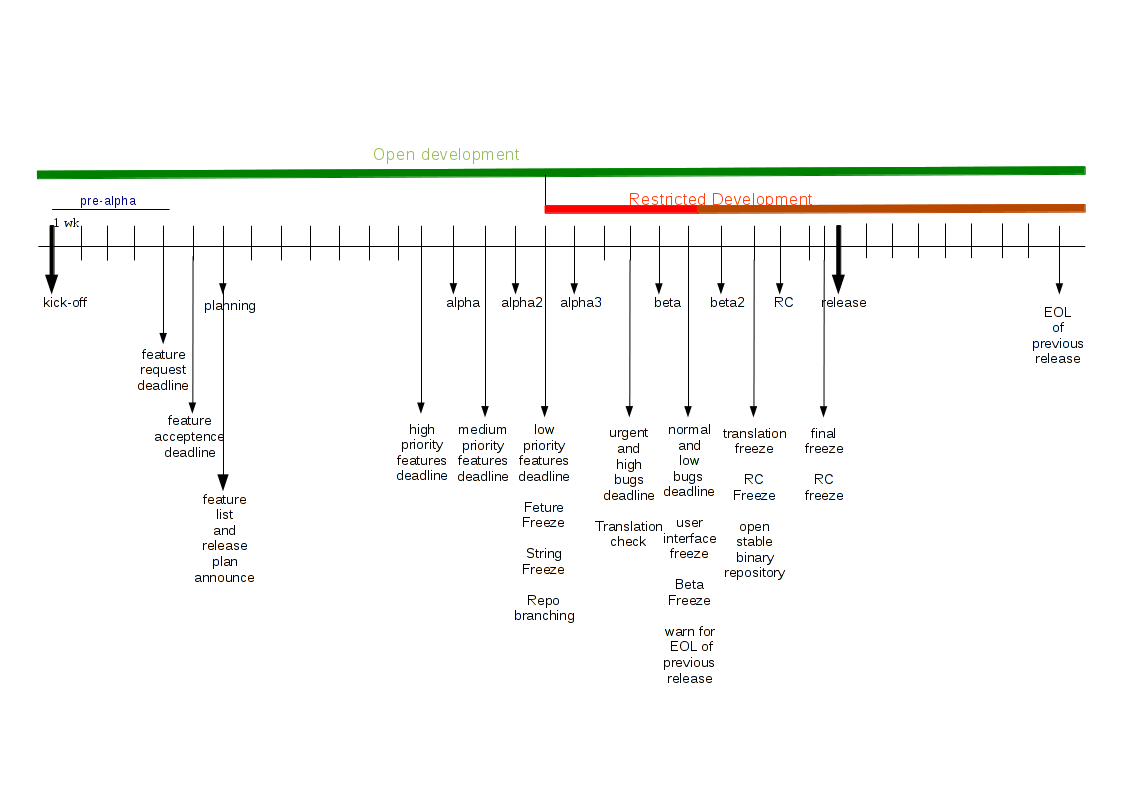 Open development
pre-alpha
Restricted Development
1 wk
kick-off
planning
alpha
alpha2
alpha3
beta
beta2
RC
release
EOL
of
previous
release
feature
request
deadline
feature
acceptence
deadline
feature
list
and
release
plan
announce
high
priority
features
deadline
medium
priority
features
deadline
low
priority
features
deadline
Feture
Freeze
String
Freeze
Repo
branching
urgent
and
high
bugs
deadline
Translation
check
normal
and
low
bugs
deadline
user
interface
freeze
Beta
Freeze
warn for
EOL of
previous
release
translation
freeze
RC
Freeze
open
stable
binary
repository
final
freeze
RC
freeze